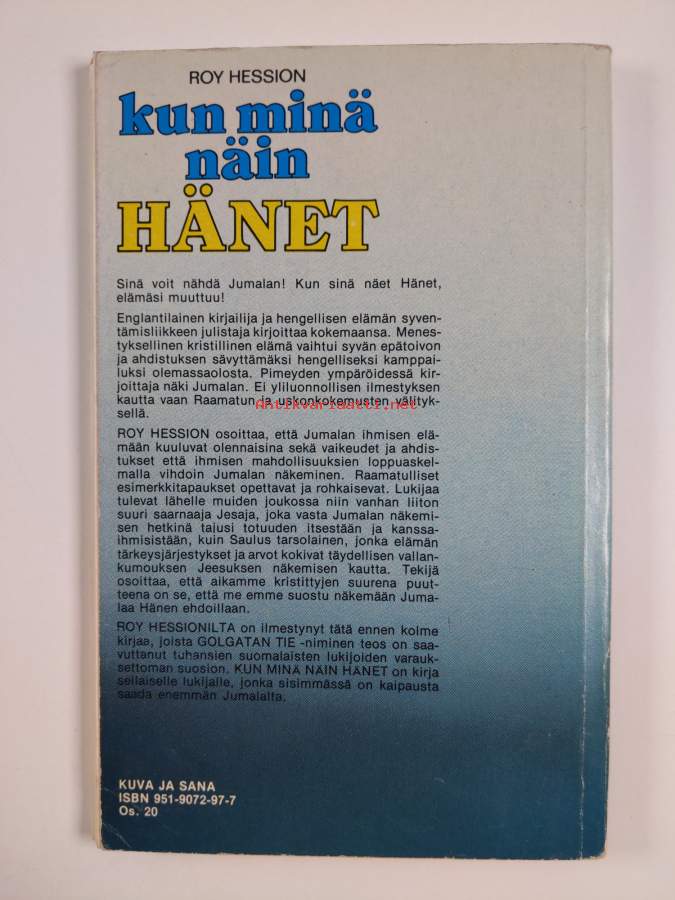 ROY HESSION
kun minä
näin
HÄNET
Sinä voit nähdä Jumalan! Kun sinä näet Hänet,
elämäsi muuttuu!
Englantilainen kirjailija ja hengellisen elämän syven-
tämisliikkeen julistaja kirjoittaa kokemaansa. Menes-
tyksellinen kristillinen elämä vaihtui syvän epätoivon
ja ahdistuksen sävyttämäksi hengelliseksi kamppai-
luksi olemassaolosta. Pimeyden ympäröidessä kir-
joittaja näki Jumalan. Ei yliluonnollisen ilmestyksen
kautta vaan Raamatun ja uskonkokemusten välityk-
sellä.
Antikvariaatti.net
ROY HESSION osoittaa, että Jumalan ihmisen elä-
mään kuuluvat olennaisina sekä vaikeudet ja ahdis-
tukset että ihmisen mahdollisuuksien loppuaskel-
malla vihdoin Jumalan näkeminen. Raamatulliset
esimerkkitapaukset opettavat ja rohkaisevat. Lukijaa
tulevat lähelle muiden joukossa niin vanhan liiton
suuri saarnaaja Jesaja, joka vasta Jumalan näkemi-
sen hetkinä tajusi totuuden itsestään ja kanssa-
ihmisistään, kuin Saulus tarsolainen, jonka elämän
tärkeysjärjestykset ja arvot kokivat täydellisen vallan-
kumouksen Jeesuksen näkemisen kautta. Tekijä
osoittaa, että aikamme kristittyjen suurena puut-
teena on se, että me emme suostu näkemään Juma-
laa Hänen ehdoillaan.
ROY HESSIONILTA on ilmestynyt tätä ennen kolme
kirjaa, joista GOLGATAN TIE -niminen teos on saa-
vuttanut tuhansien suomalaisten lukijoiden varauk-
settoman suosion. KUN MINÄ NÄIN HÄNET on kirja
sellaiselle lukijalle, jonka sisimmässä on kaipausta
saada enemmän Jumalalta.
KUVA JA SANA
ISBN 951-9072-97-7
Os. 20